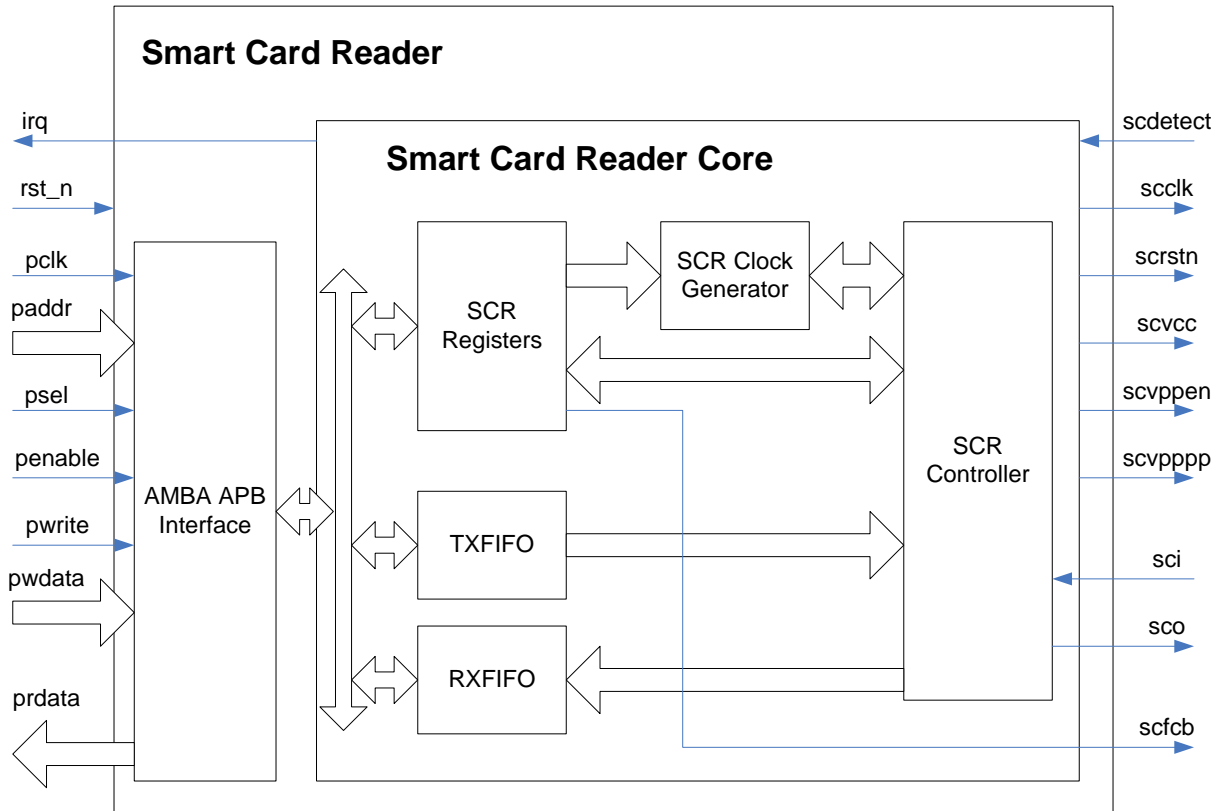 Smart Card Reader
irq
scdetect
Smart Card Reader Core
rst_n
scclk
pclk
SCR Clock
Generator
scrstn
paddr
SCR
Registers
scvcc
psel
scvppen
penable
AMBA APB
Interface
SCR
Controller
scvpppp
pwrite
TXFIFO
pwdata
sci
sco
prdata
RXFIFO
scfcb